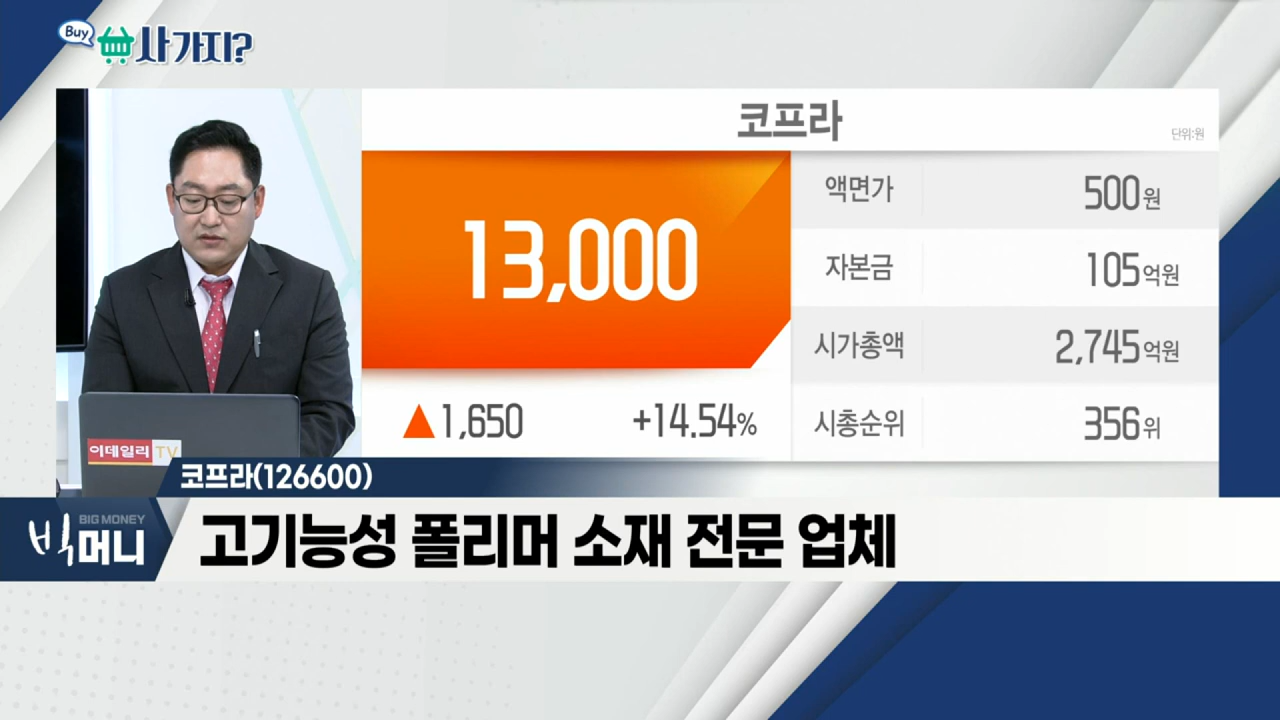 Buy
사가지?
코프라
단위:원
13,000
▲1,650 +14.54%
액면가 500원
자본금 105억원
시가총액 2,745억원
시총순위 356위
이데일리TV
코프라(126600)
BIG MONEY
빅머니
고기능성 폴리머 소재 전문 업체